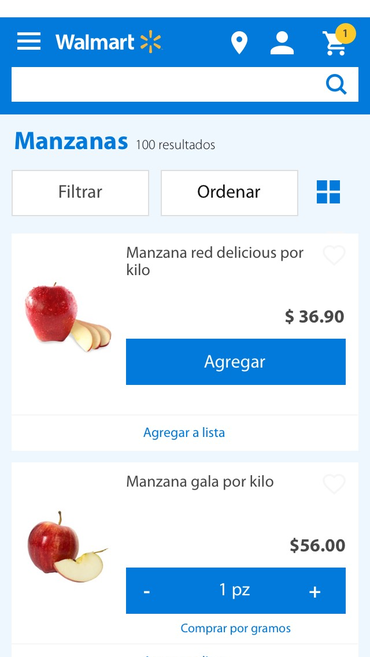 Walmart
1
Manzanas 100 resultados
Filtrar
Ordenar
Manzana red delicious por
kilo
$ 36.90
Agregar
Agregar a lista
Manzana gala por kilo
$56.00
- 1 pz +
Comprar por gramos